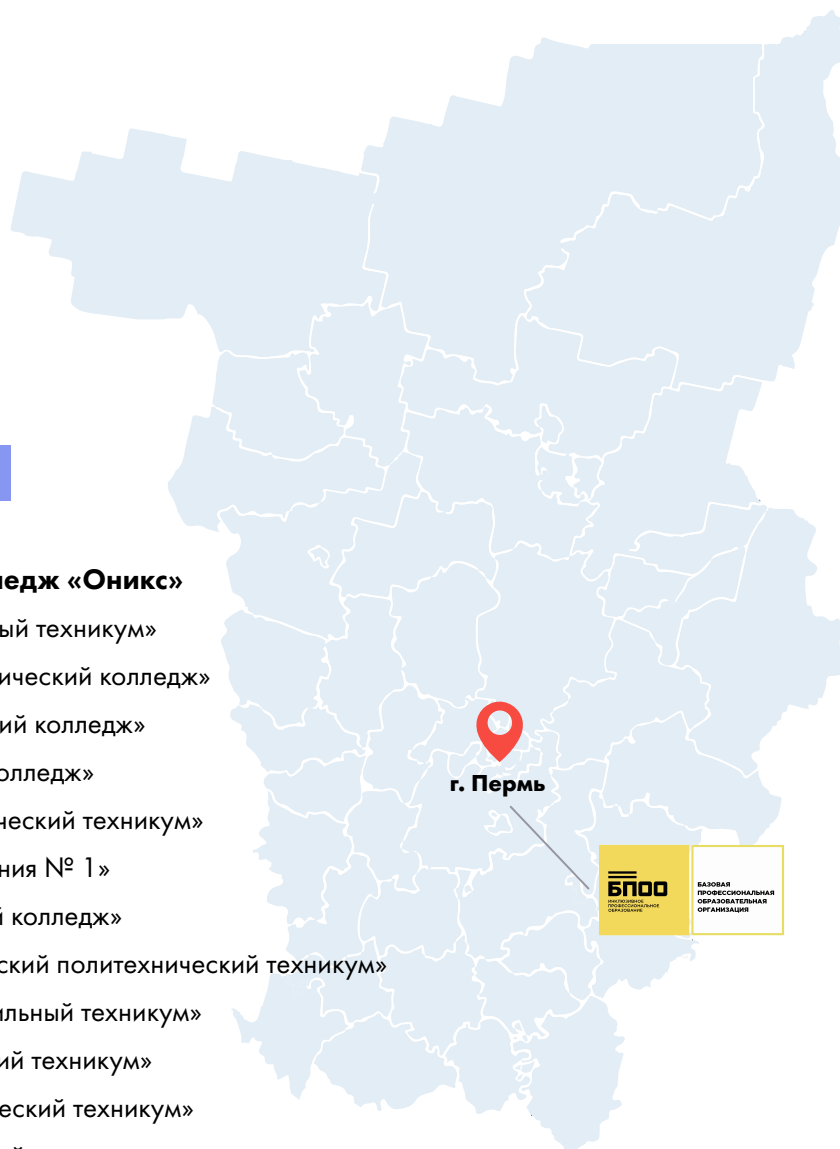 ледж «Оникс»
ый техникум»
ический колледж»
ий колледж»
олледж»
г. Пермь
ческий техникум»
ния № 1»
й колледж»
БПОО
ИНКЛЮЗИВНОЕ
ПРОФЕССИОНАЛЬНОЕ
ОБРАЗОВАНИЕ
БАЗОВАЯ
ПРОФЕССИОНАЛЬНАЯ
ОБРАЗОВАТЕЛЬНАЯ
ОРГАНИЗАЦИЯ
ский политехнический техникум»
ильный техникум»
ий техникум»
еский техникум»